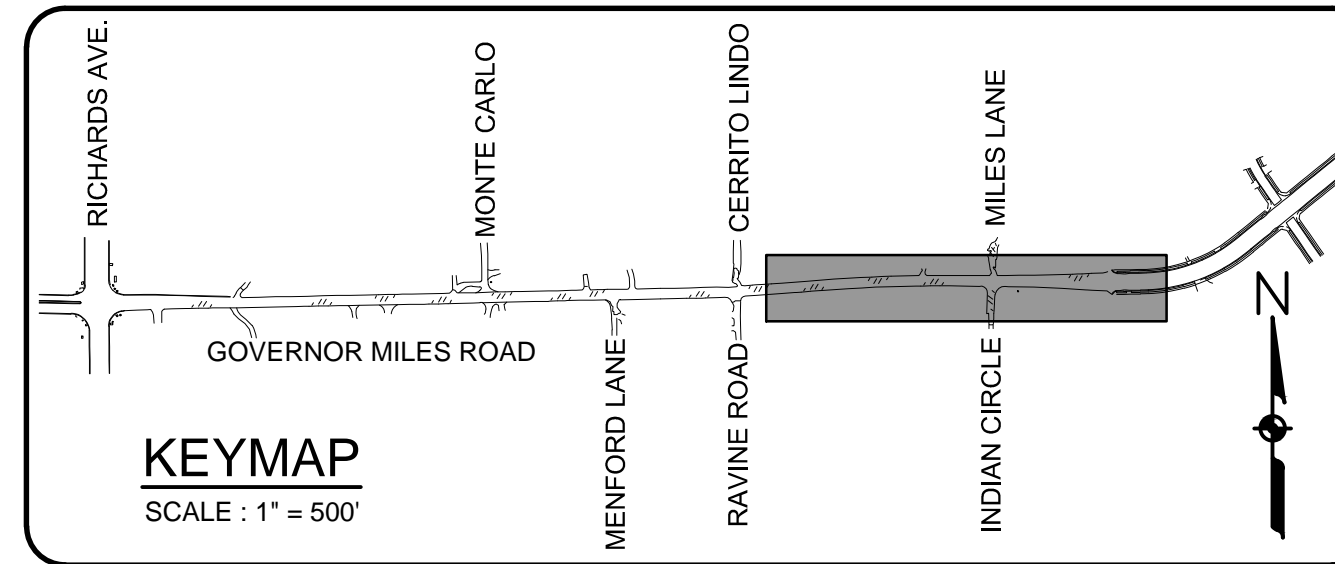 RICHARDS AVE.
MONTE CARLO
CERRITO LINDO
MILES LANE
GOVERNOR MILES ROAD
MENFORD LANE
RAVINE ROAD
INDIAN CIRCLE
N
KEYMAP
SCALE : 1" = 500'